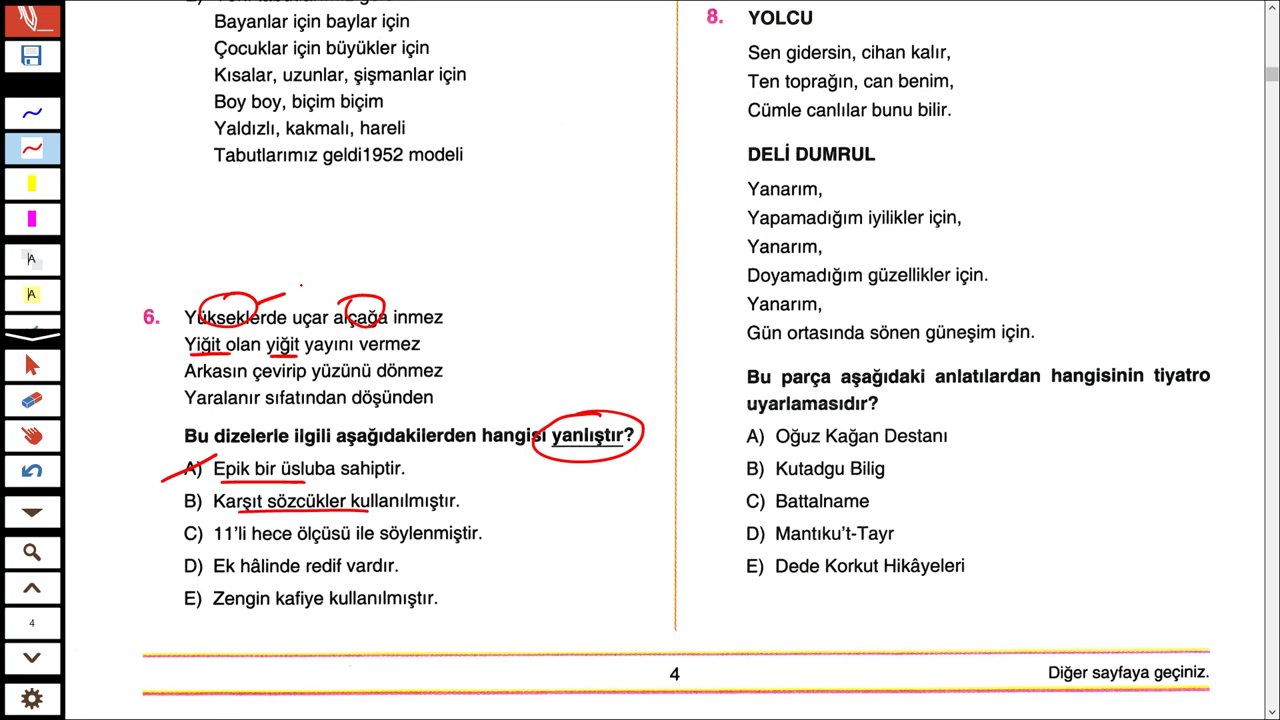 Bayanlar için baylar için
Çocuklar için büyükler için
Kısalar, uzunlar, şişmanlar için
Boy boy, biçim biçim
Yaldızlı, kakmalı, hareli
Tabutlarımız geldi1952 modeli
6. Yükseklerde uçar alçağa inmez
Yiğit olan yiğit yayını vermez
Arkasın çevirip yüzünü dönmez
Yaralanır sıfatından döşünden
Bu dizelerle ilgili aşağıdakilerden hangisi yanlıştır?
A) Epik bir üsluba sahiptir.
B) Karşıt sözcükler kullanılmıştır.
C) 11'li hece ölçüsü ile söylenmiştir.
D) Ek hâlinde redif vardır.
E) Zengin kafiye kullanılmıştır.
8. YOLCU
Sen gidersin, cihan kalır,
Ten toprağın, can benim,
Cümle canlılar bunu bilir.
DELİ DUMRUL
Yanarım,
Yapamadığım iyilikler için,
Yanarım,
Doyamadığım güzellikler için.
Yanarım,
Gün ortasında sönen güneşim için.
Bu parça aşağıdaki anlatılardan hangisinin tiyatro
uyarlamasıdır?
A) Oğuz Kağan Destanı
B) Kutadgu Bilig
C) Battalname
D) Mantıku't-Tayr
E) Dede Korkut Hikâyeleri
4
Diğer sayfaya geçiniz.
A
A
4